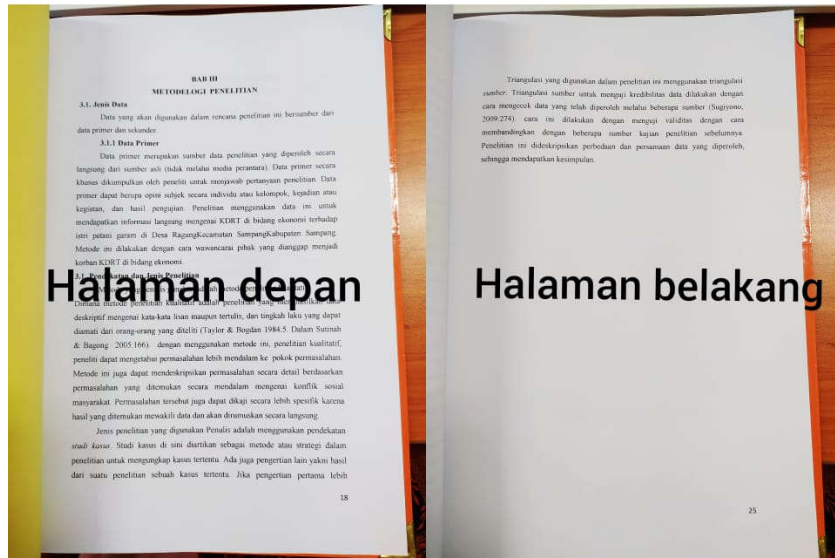 BAB III
METODELOGI PENELITIAN
3.1. Jenis Data
Data yang akan digunakan dalam rencana penelitian ini bersumber dari
data primer dan sekunder.
3.1.1 Data Primer
Data primer merupakan sumber data penelitian yang diperoleh secara
langsung dari sumber asli (tidak melalui media perantara). Data primer secara
khusus dikumpulkan oleh peneliti untuk menjawab pertanyaan penelitian. Data
primer dapat berupa opini subjek secara individu atau kelompok, kejadian atau
kegiatan, dan hasil pengujian. Penelitian menggunakan data ini untuk
mendapatkan informasi langsung mengenai KDRT di bidang ekonomi terhadap
istri petani garam di Desa RagungKecamatan SampangKabupaten Sampang.
Metode ini dilakukan dengan cara wawancarai pihak yang dianggap menjadi
korban KDRT di bidang ekonomi.
3.1. Pendekatan dan Jenis Penelitian
Halaman depan
metode penelitian kualitatif adalah penelitian yang
deskriptif mengenai kata-kata lisan maupun tertulis, dan tingkah laku yang dapat
diamati dari orang-orang yang diteliti (Taylor & Bogdan 1984:5. Dalam Sutinah
& Bagong 2005:166). dengan menggunakan metode ini, penelitian kualitatif,
peneliti dapat mengetahui permasalahan lebih mendalam ke pokok permasalahan.
Metode ini juga dapat mendeskripsikan permasalahan secara detail berdasarkan
permasalahan yang ditemukan secara mendalam mengenai konflik sosial
masyarakat. Permasalahan tersebut juga dapat dikaji secara lebih spesifik karena
hasil yang ditemukan mewakili data dan akan dirumuskan secara langsung.
Jenis penelitian yang digunakan Penulis adalah menggunakan pendekatan
studi kasus. Studi kasus di sini diartikan sebagai metode atau strategi dalam
penelitian untuk mengungkap kasus tertentu. Ada juga pengertian lain yakni hasil
dari suatu penelitian sebuah kasus tertentu. Jika pengertian pertama lebih
18
Triangulasi yang digunakan dalam penelitian ini menggunakan triangulasi
sumber. Triangulasi sumber untuk menguji kredibilitas data dilakukan dengan
cara mengecek data yang telah diperoleh melalui beberapa sumber (Sugiyono,
2009:274). cara ini dilakukan dengan menguji validitas dengan cara
membandingkan dengan beberapa sumber kajian penelitian sebelumnya.
Penelitian ini dideskripsikan perbedaan dan persamaan data yang diperoleh,
sehingga mendapatkan kesimpulan.
Halaman belakang
25